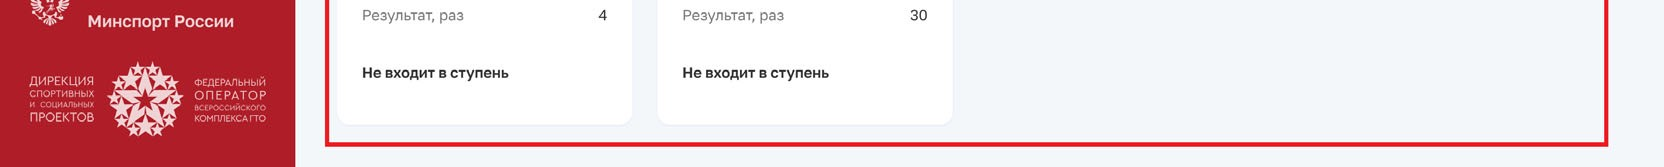 Минспорт России
ДИРЕКЦИЯ
СПОРТИВНЫХ
И СОЦИАЛЬНЫХ
ПРОЕКТОВ
ФЕДЕРАЛЬНЫЙ
ОПЕРАТОР
ВСЕРОССИЙСКОГО
КОМПЛЕКСА ГТО
Результат, раз 4
Не входит в ступень
Результат, раз 30
Не входит в ступень